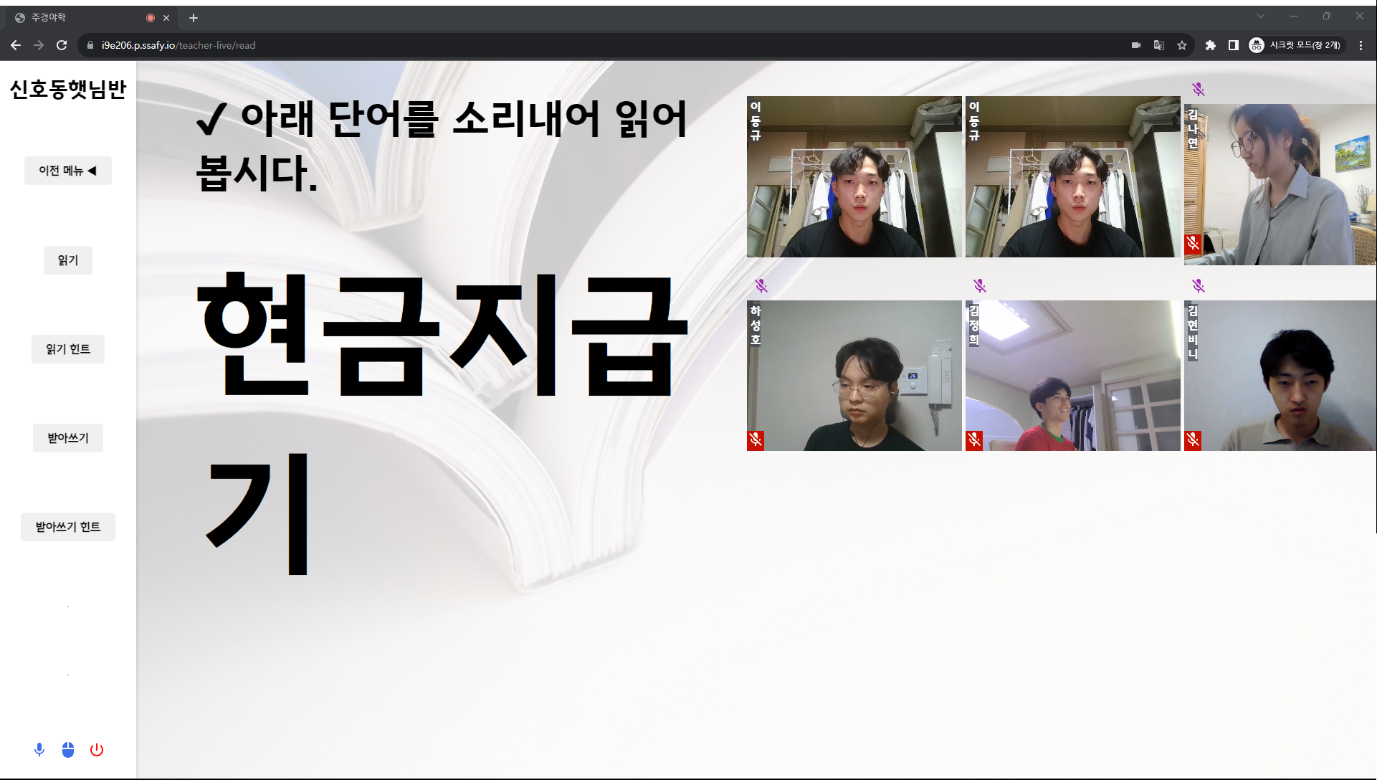 주경야학
i9e206.p.ssafy.io/teacher-live/read
시크릿 모드(창 2개)
신호동햇님반
이전 메뉴 ◀
읽기
읽기 힌트
받아쓰기
받아쓰기 힌트
✓ 아래 단어를 소리내어 읽어
봅시다.
현금지급
기
이동규
이동규
김나연
하성호
김정희
김현비니